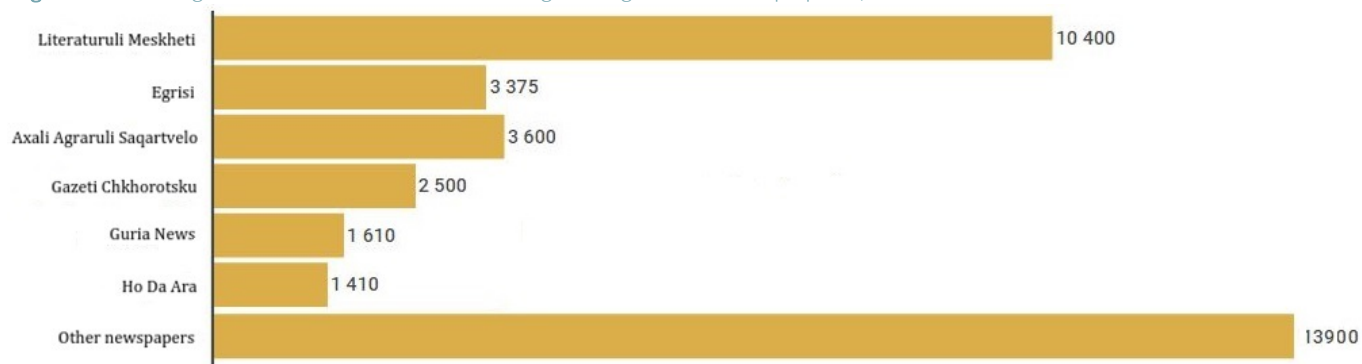 Literaturuli Meskheti 10 400
Egrisi 3 375
Axali Agraruli Saqartvelo 3 600
Gazeti Chkhorotsku 2 500
Guria News 1 610
Ho Da Ara 1 410
Other newspapers 13900